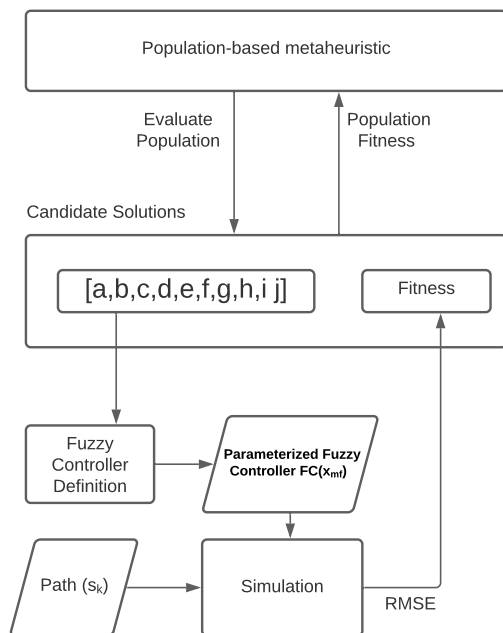 Population-based metaheuristic
Evaluate
Population
Population
Fitness
Candidate Solutions
[a,b,c,d,e,f,g,h,i j]
Fitness
Fuzzy
Controller
Definition
Parameterized Fuzzy
Controller FC(xmf)
Path (sk)
Simulation
RMSE